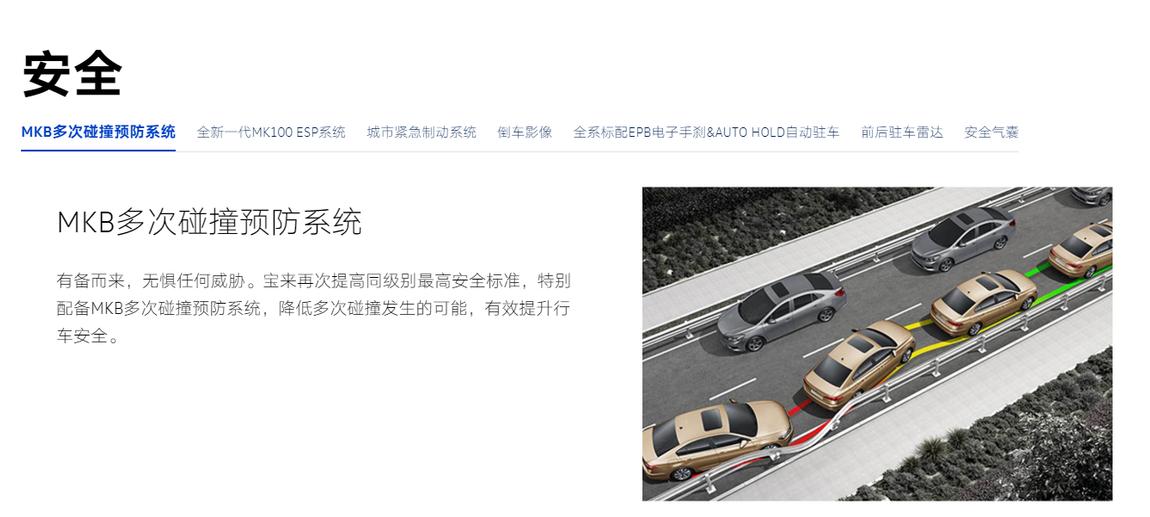 安全
MKB多次碰撞预防系统 全新一代MK100 ESP系统 城市紧急制动系统 倒车影像 全系标配EPB电子手刹&AUTO HOLD自动驻车 前后驻车雷达 安全气囊
MKB多次碰撞预防系统
有备而来，无惧任何威胁。宝来再次提高同级别最高安全标准，特别
配备MKB多次碰撞预防系统，降低多次碰撞发生的可能，有效提升行
车安全。